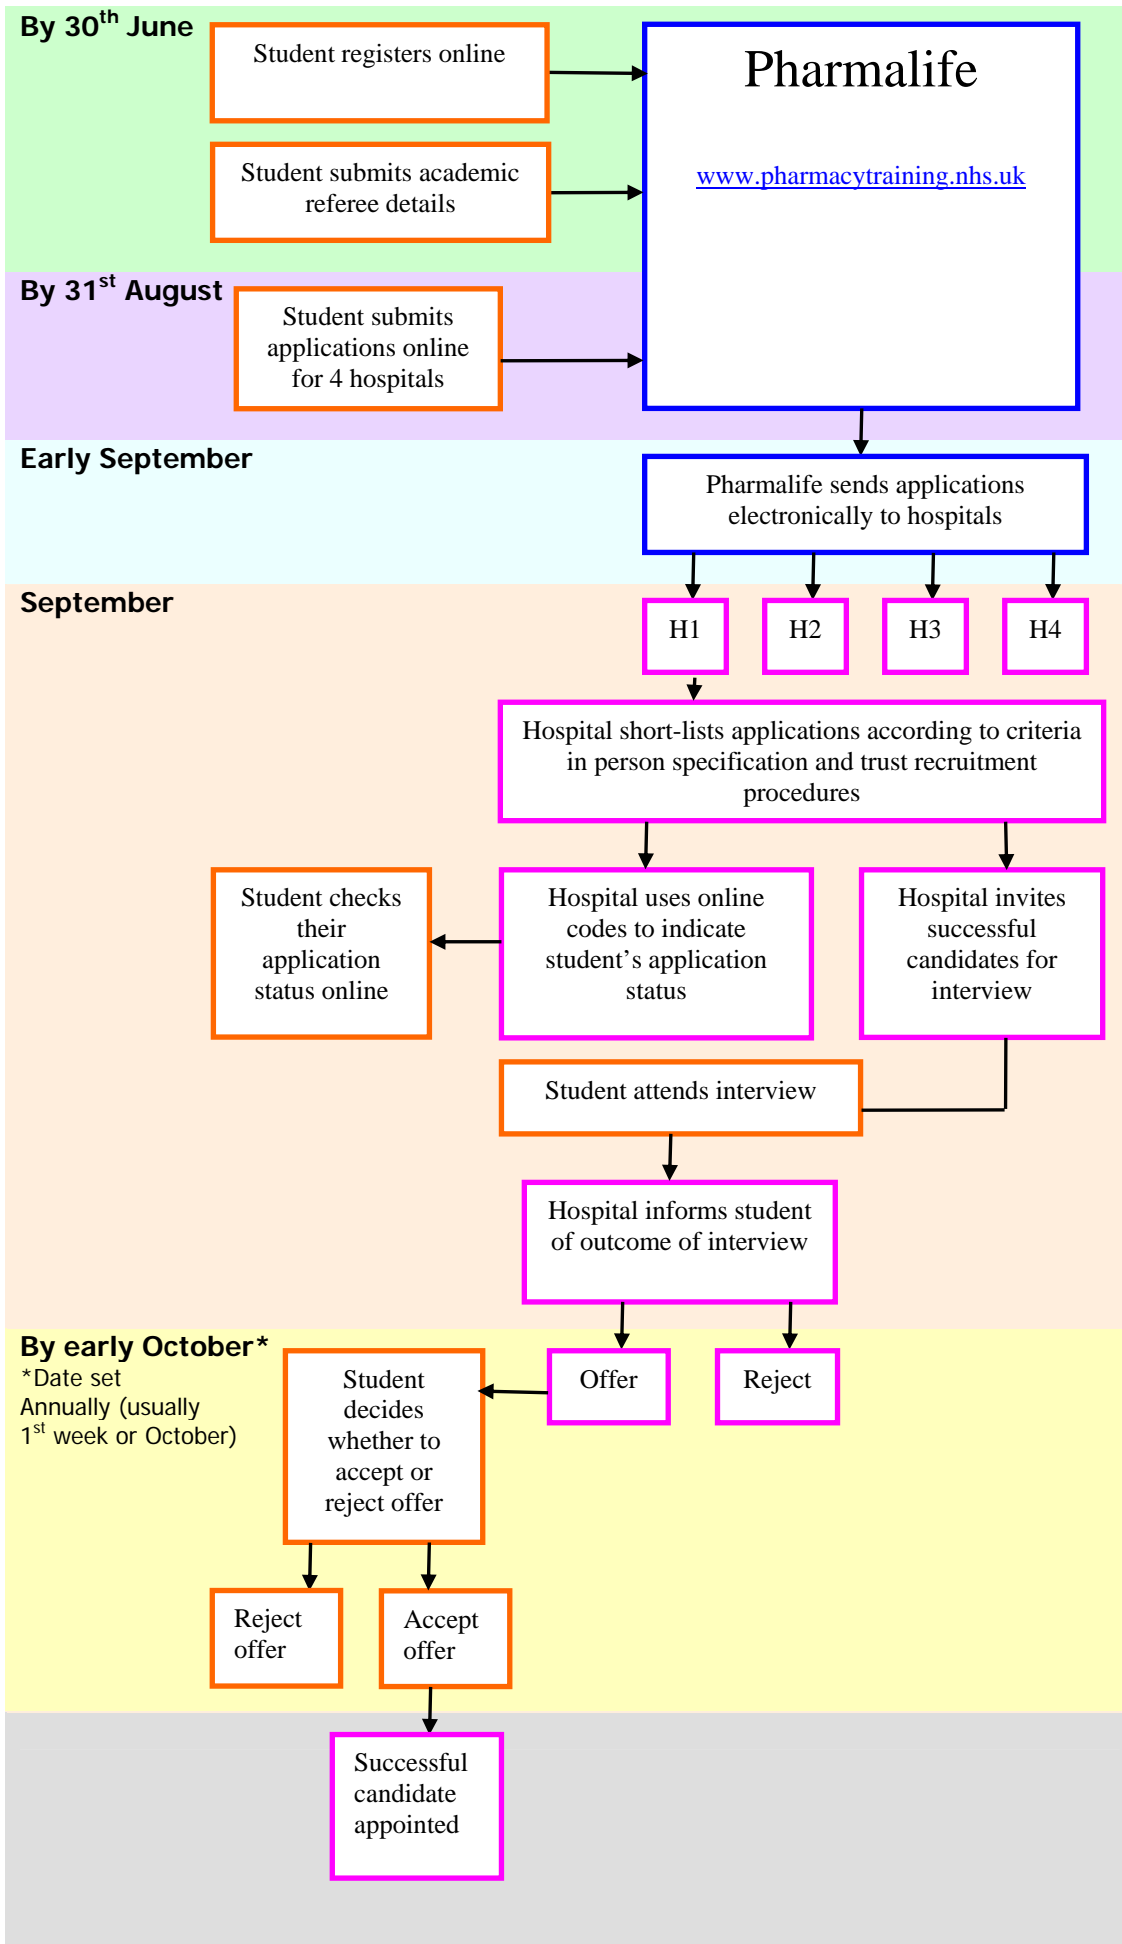 By 30th June
Student registers online
Pharmalife
www.pharmacytraining.nhs.uk
Student submits academic
referee details
By 31st August
Student submits
applications online
for 4 hospitals
Early September
Pharmalife sends applications
electronically to hospitals
September
H1
H2
H3
H4
Hospital short-lists applications according to criteria
in person specification and trust recruitment
procedures
Student checks
their
application
status online
Hospital uses online
codes to indicate
student’s application
status
Hospital invites
successful
candidates for
interview
Student attends interview
Hospital informs student
of outcome of interview
By early October*
*Date set
Annually (usually
1st week or October)
Student
decides
whether to
accept or
reject offer
Offer
Reject
Reject
offer
Accept
offer
Successful
candidate
appointed